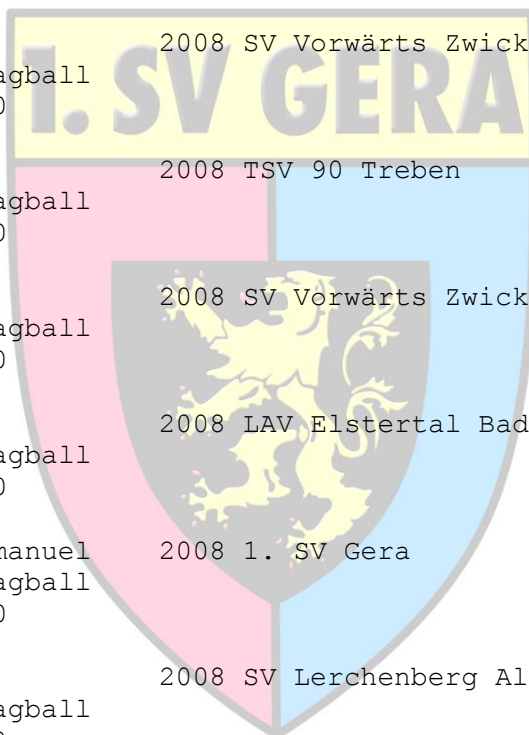 1. SV GERA
2008 SV Vorwärts Zwick
agball
0
2008 TSV 90 Treben
agball
0
2008 SV Vorwärts Zwick
agball
0
2008 LAV Elstertal Bad
agball
0
manuel 2008 1. SV Gera
agball
0
2008 SV Lerchenberg Al
agball